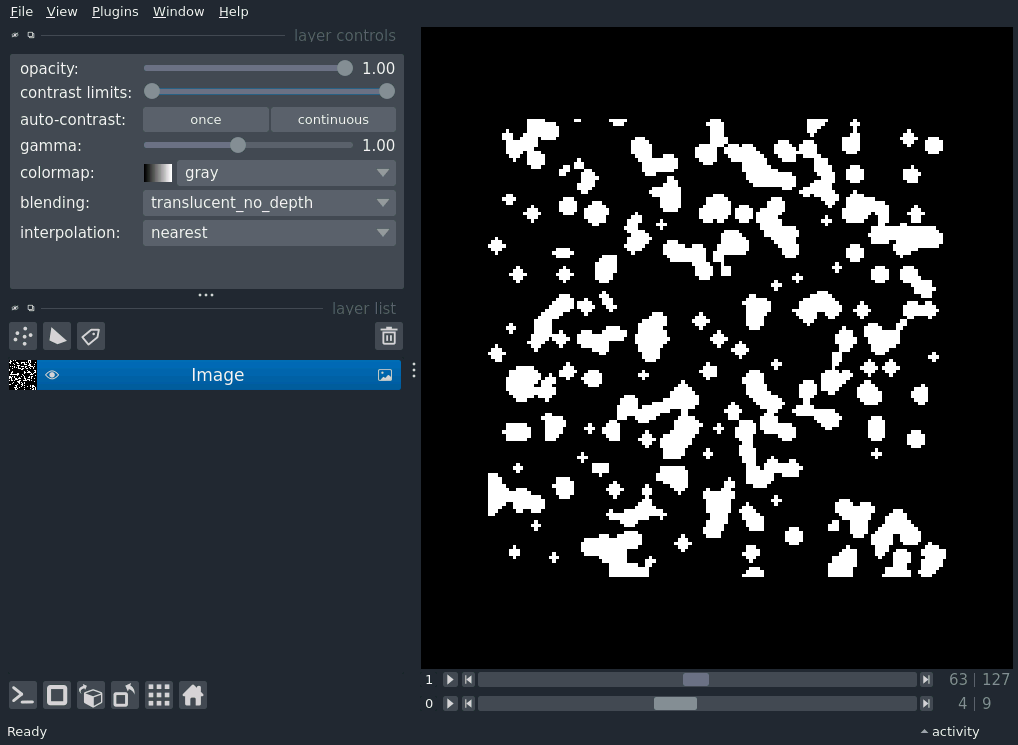 File View Plugins Window Help
layer controls
opacity: 1.00
contrast limits:
auto-contrast: once continuous
gamma: 1.00
colormap: gray
blending: translucent_no_depth
interpolation: nearest
layer list
Image
1 63 | 127
0 4 | 9
Ready activity